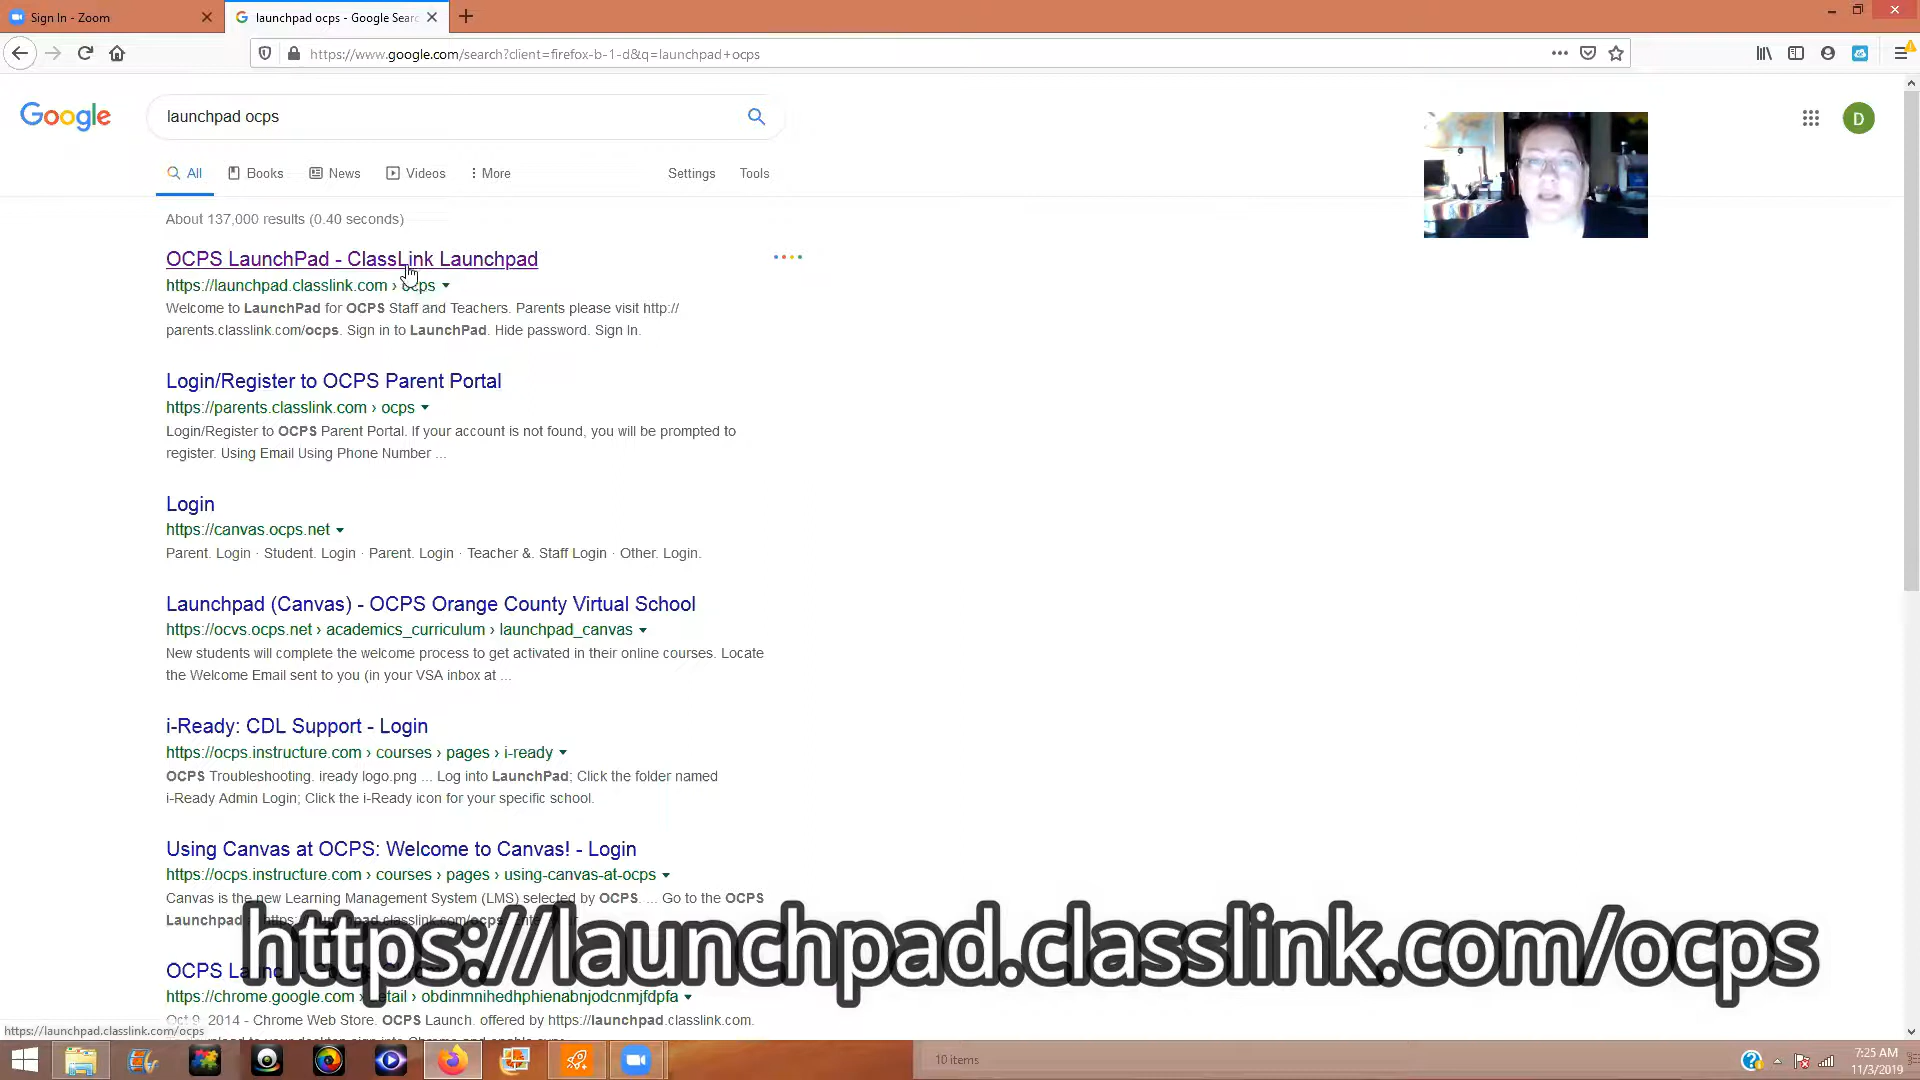 Sign In - Zoom
launchpad ocps - Google Sear
https://www.google.com/search?client=firefox-b-1-d&q=launchpad+ocps
Google
launchpad ocps
D
All
Books
News
Videos
More
Settings
Tools
About 137,000 results (0.40 seconds)
OCPS LaunchPad - ClassLink Launchpad
https://launchpad.classlink.com › ocps
Welcome to LaunchPad for OCPS Staff and Teachers. Parents please visit http://
parents.classlink.com/ocps. Sign in to LaunchPad. Hide password. Sign In.
Login/Register to OCPS Parent Portal
https://parents.classlink.com › ocps
Login/Register to OCPS Parent Portal. If your account is not found, you will be prompted to
register. Using Email Using Phone Number ...
Login
https://canvas.ocps.net
Parent. Login · Student. Login · Parent. Login · Teacher &. Staff Login · Other. Login.
Launchpad (Canvas) - OCPS Orange County Virtual School
https://ocvs.ocps.net › academics_curriculum › launchpad_canvas
New students will complete the welcome process to get activated in their online courses. Locate
the Welcome Email sent to you (in your VSA inbox at ...
i-Ready: CDL Support - Login
https://ocps.instructure.com › courses › pages › i-ready
OCPS Troubleshooting. iready logo.png ... Log into LaunchPad; Click the folder named
i-Ready Admin Login; Click the i-Ready icon for your specific school.
Using Canvas at OCPS: Welcome to Canvas! - Login
https://ocps.instructure.com › courses › pages › using-canvas-at-ocps
Canvas is the new Learning Management System (LMS) selected by OCPS. ... Go to the OCPS
Launchpad
https://launchpad.classlink.com/ocps
OCPS
https://chrome.google.com › detail › obdinmnihedhphienabnjodcnmjfdpfa
Oct 9, 2014 - Chrome Web Store. OCPS Launch. offered by https://launchpad.classlink.com.
https://launchpad.classlink.com/ocps
10 items
7:25 AM
11/3/2019